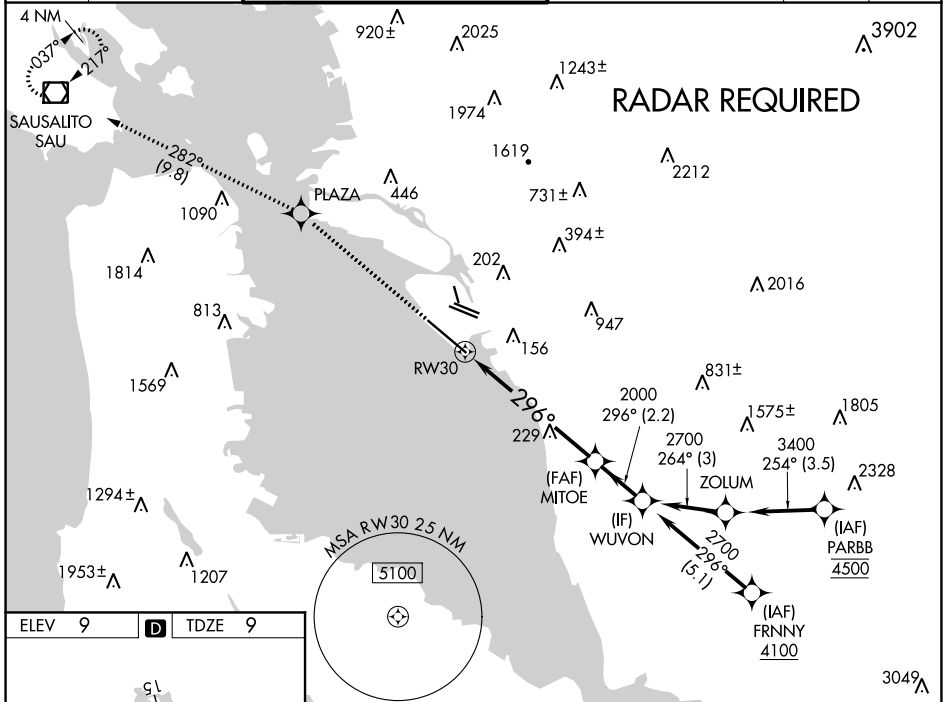 4 NM
037°
217°
SAUSALITO
SAU
920±
2025
1243±
3902
RADAR REQUIRED
1974
1619
2212
731±
282°
(9.8)
PLAZA
446
1090
394±
1814
202
2016
813
947
156
RW30
1569
831±
296°
2000
296° (2.2)
1575±
1805
229
2700
264° (3)
3400
254° (3.5)
ZOLUM
2328
(FAF)
MITOE
(IF)
WUVON
(IAF)
PARBB
4500
1294±
2700
296°
(5.1)
MSA RW30 25 NM
5100
1207
1953±
(IAF)
FRNNY
4100
ELEV 9
D
TDZE 9
15
3049